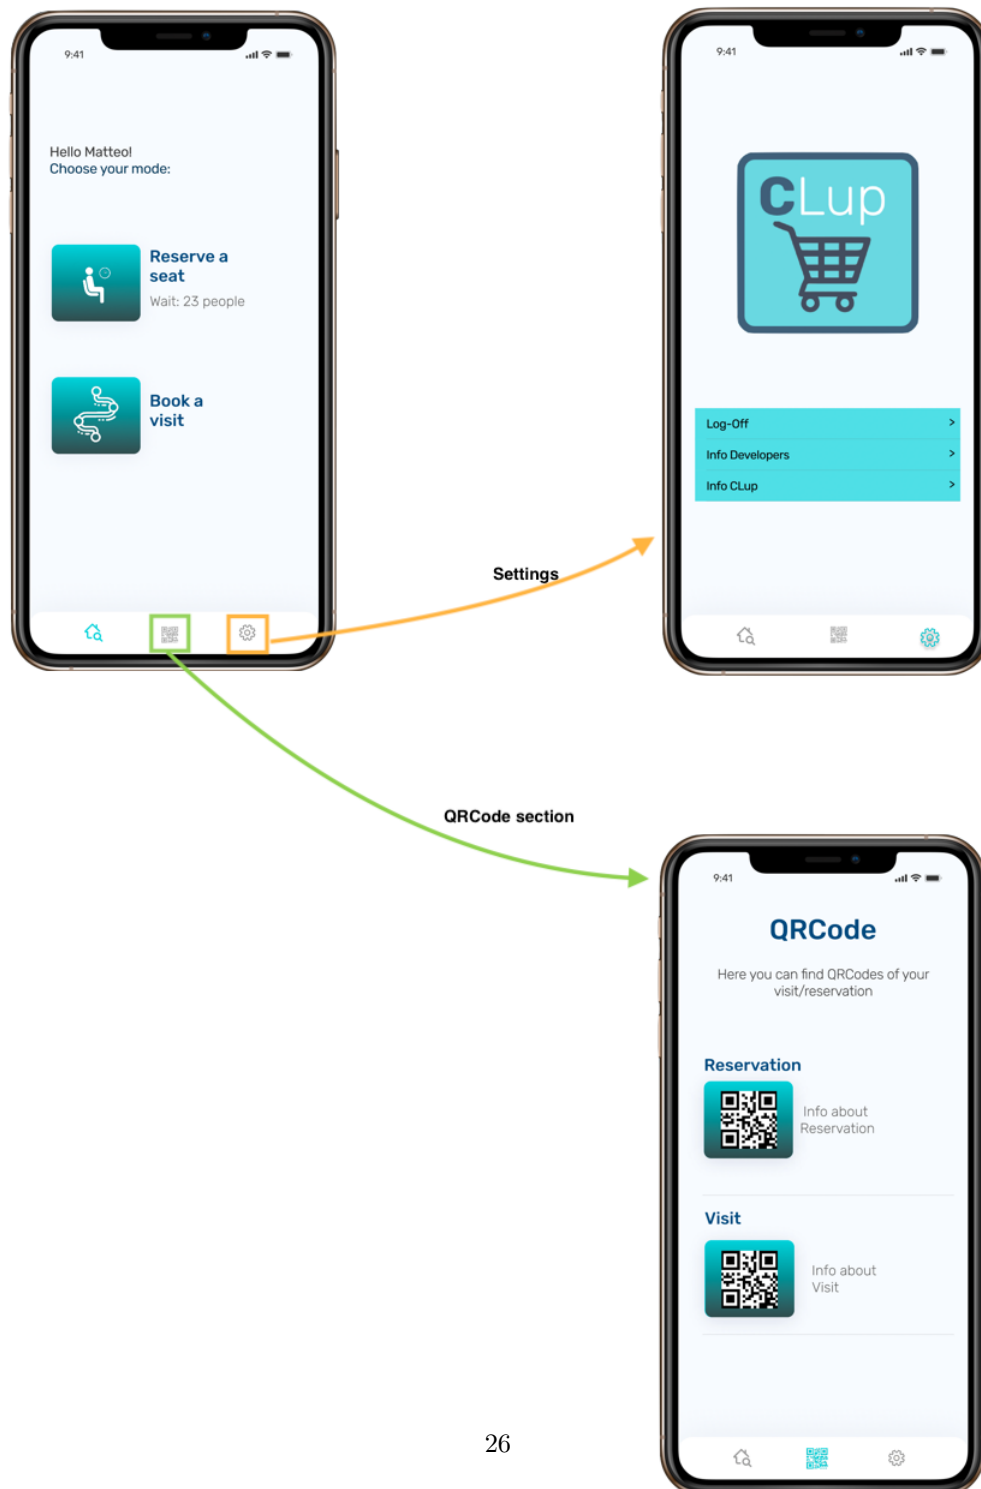 9:41
Hello Matteo!
Choose your mode:
Reserve a
seat
Wait: 23 people
Book a
visit
9:41
CLup
Log-Off >
Info Developers >
Info CLup >
Settings
QRCode section
9:41
QRCode
Here you can find QRCodes of your
visit/reservation
Reservation
Info about
Reservation
Visit
Info about
Visit
26